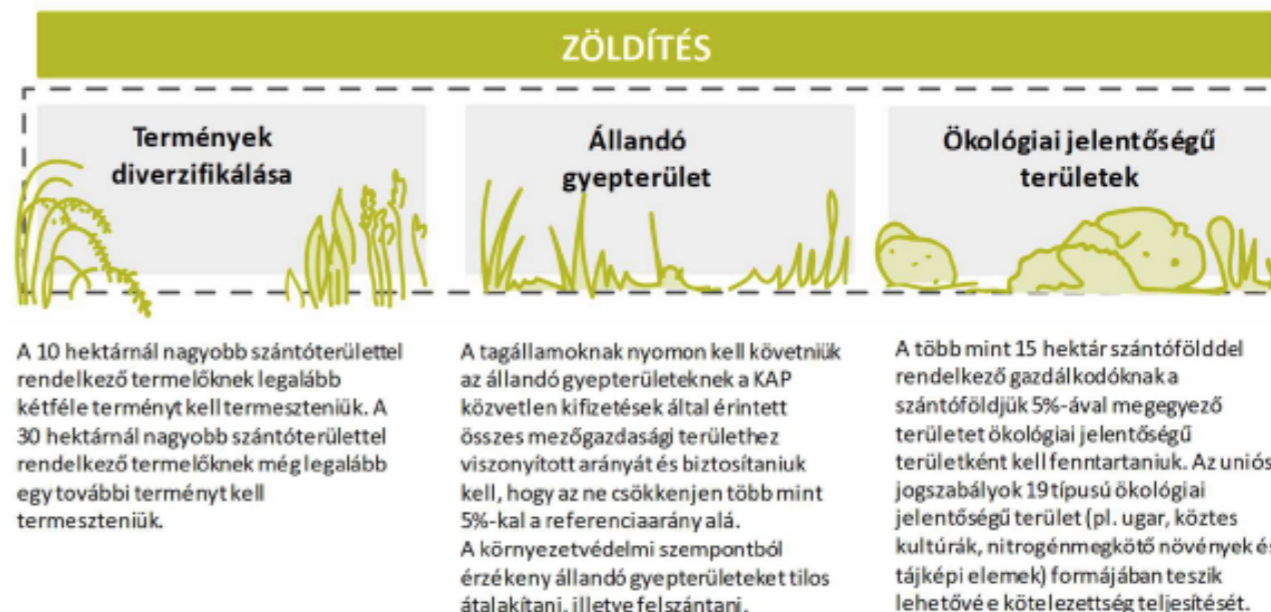 ZÖLDÍTÉS
Termények
diverzifikálása
A 10 hektárnál nagyobb szántóterülettel
rendelkező termelőknek legalább
kétféle terményt kell termeszteniük. A
30 hektárnál nagyobb szántóterülettel
rendelkező termelőknek még legalább
egy további terményt kell
termeszteniük.
Állandó
gyepterület
A tagállamoknak nyomon kell követniük
az állandó gyepterületeknek a KAP
közvetlen kifizetések által érintett
összes mezőgazdasági területhez
viszonyított arányát és biztosítaniuk
kell, hogy az ne csökkenjen több mint
5%-kal a referenciaarány alá.
A környezetvédelmi szempontból
érzékeny állandó gyepterületeket tilos
átalakítani, illetve felszántani.
Ökológiai jelentőségű
területek
A több mint 15 hektár szántófölddel
rendelkező gazdálkodóknak a
szántóföldjük 5%-ával megegyező
területet ökológiai jelentőségű
területként kell fenntartaniuk. Az uniós
jogszabályok 19 típusú ökológiai
jelentőségű terület (pl. ugar, köztes
kultúrák, nitrogénmegkötő növények és
tájképi elemek) formájában teszik
lehetővé e kötelezettség teljesítését.